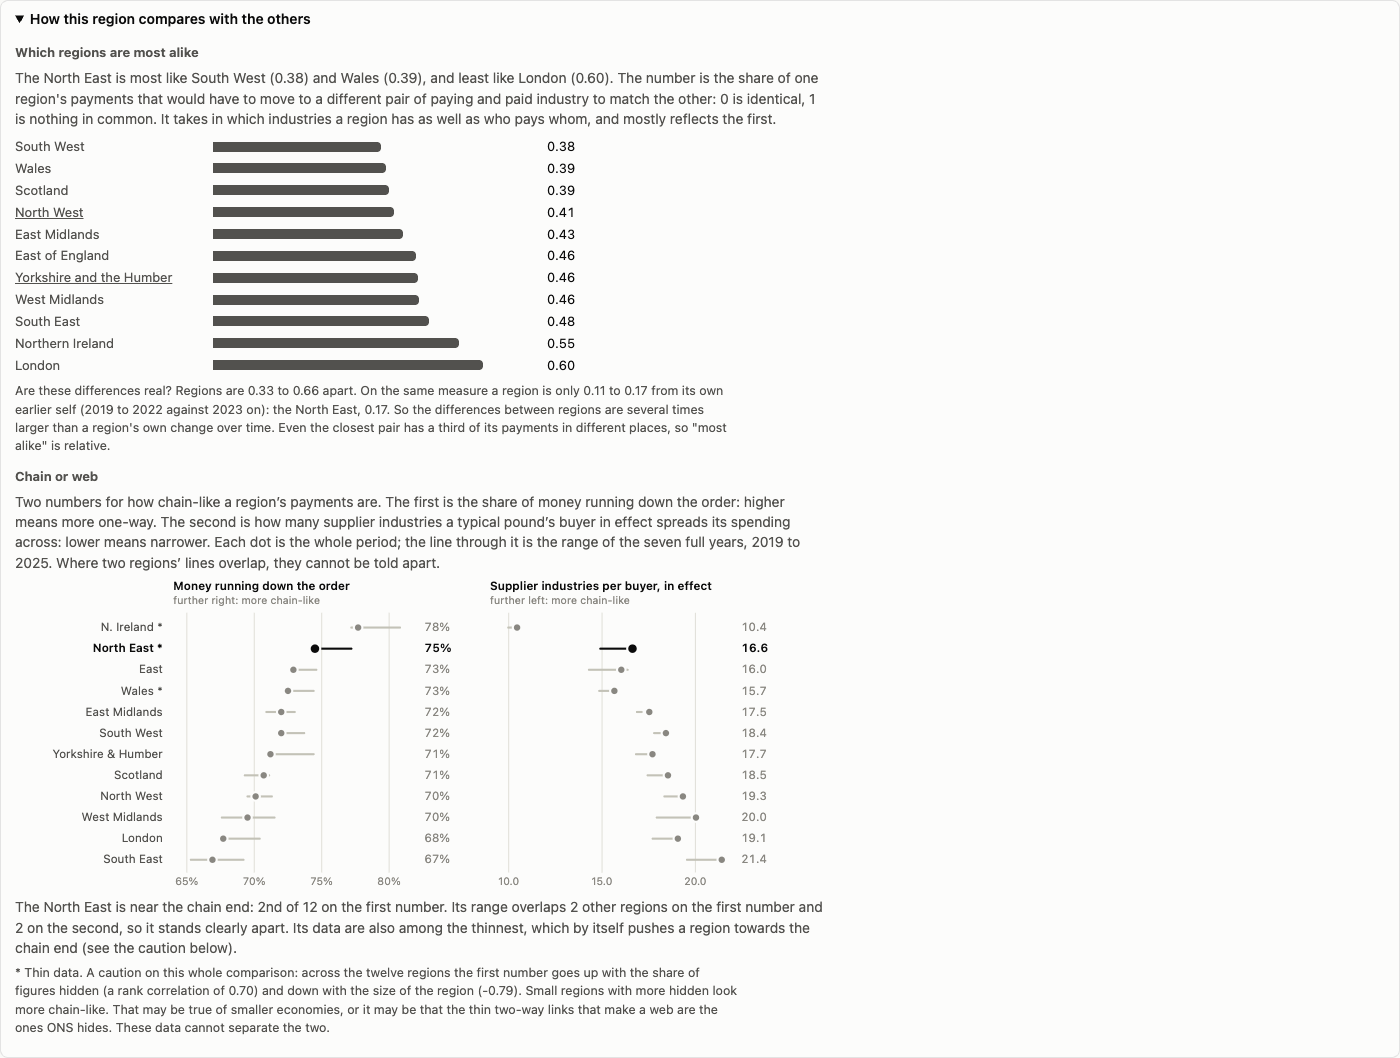 ▼ How this region compares with the others
Which regions are most alike
The North East is most like South West (0.38) and Wales (0.39), and least like London (0.60). The number is the share of one
region's payments that would have to move to a different pair of paying and paid industry to match the other: 0 is identical, 1
is nothing in common. It takes in which industries a region has as well as who pays whom, and mostly reflects the first.
South West 0.38
Wales 0.39
Scotland 0.39
North West 0.41
East Midlands 0.43
East of England 0.46
Yorkshire and the Humber 0.46
West Midlands 0.46
South East 0.48
Northern Ireland 0.55
London 0.60
Are these differences real? Regions are 0.33 to 0.66 apart. On the same measure a region is only 0.11 to 0.17 from its own
earlier self (2019 to 2022 against 2023 on): the North East, 0.17. So the differences between regions are several times
larger than a region's own change over time. Even the closest pair has a third of its payments in different places, so "most
alike" is relative.
Chain or web
Two numbers for how chain-like a region’s payments are. The first is the share of money running down the order: higher
means more one-way. The second is how many supplier industries a typical pound’s buyer in effect spreads its spending
across: lower means narrower. Each dot is the whole period; the line through it is the range of the seven full years, 2019 to
2025. Where two regions’ lines overlap, they cannot be told apart.
Money running down the order Supplier industries per buyer, in effect
further right: more chain-like further left: more chain-like
N. Ireland * 78% 10.4
North East * 75% 16.6
East 73% 16.0
Wales * 73% 15.7
East Midlands 72% 17.5
South West 72% 18.4
Yorkshire & Humber 71% 17.7
Scotland 71% 18.5
North West 70% 19.3
West Midlands 70% 20.0
London 68% 19.1
South East 67% 21.4
65% 70% 75% 80% 10.0 15.0 20.0
The North East is near the chain end: 2nd of 12 on the first number. Its range overlaps 2 other regions on the first number and
2 on the second, so it stands clearly apart. Its data are also among the thinnest, which by itself pushes a region towards the
chain end (see the caution below).
* Thin data. A caution on this whole comparison: across the twelve regions the first number goes up with the share of
figures hidden (a rank correlation of 0.70) and down with the size of the region (-0.79). Small regions with more hidden look
more chain-like. That may be true of smaller economies, or it may be that the thin two-way links that make a web are the
ones ONS hides. These data cannot separate the two.